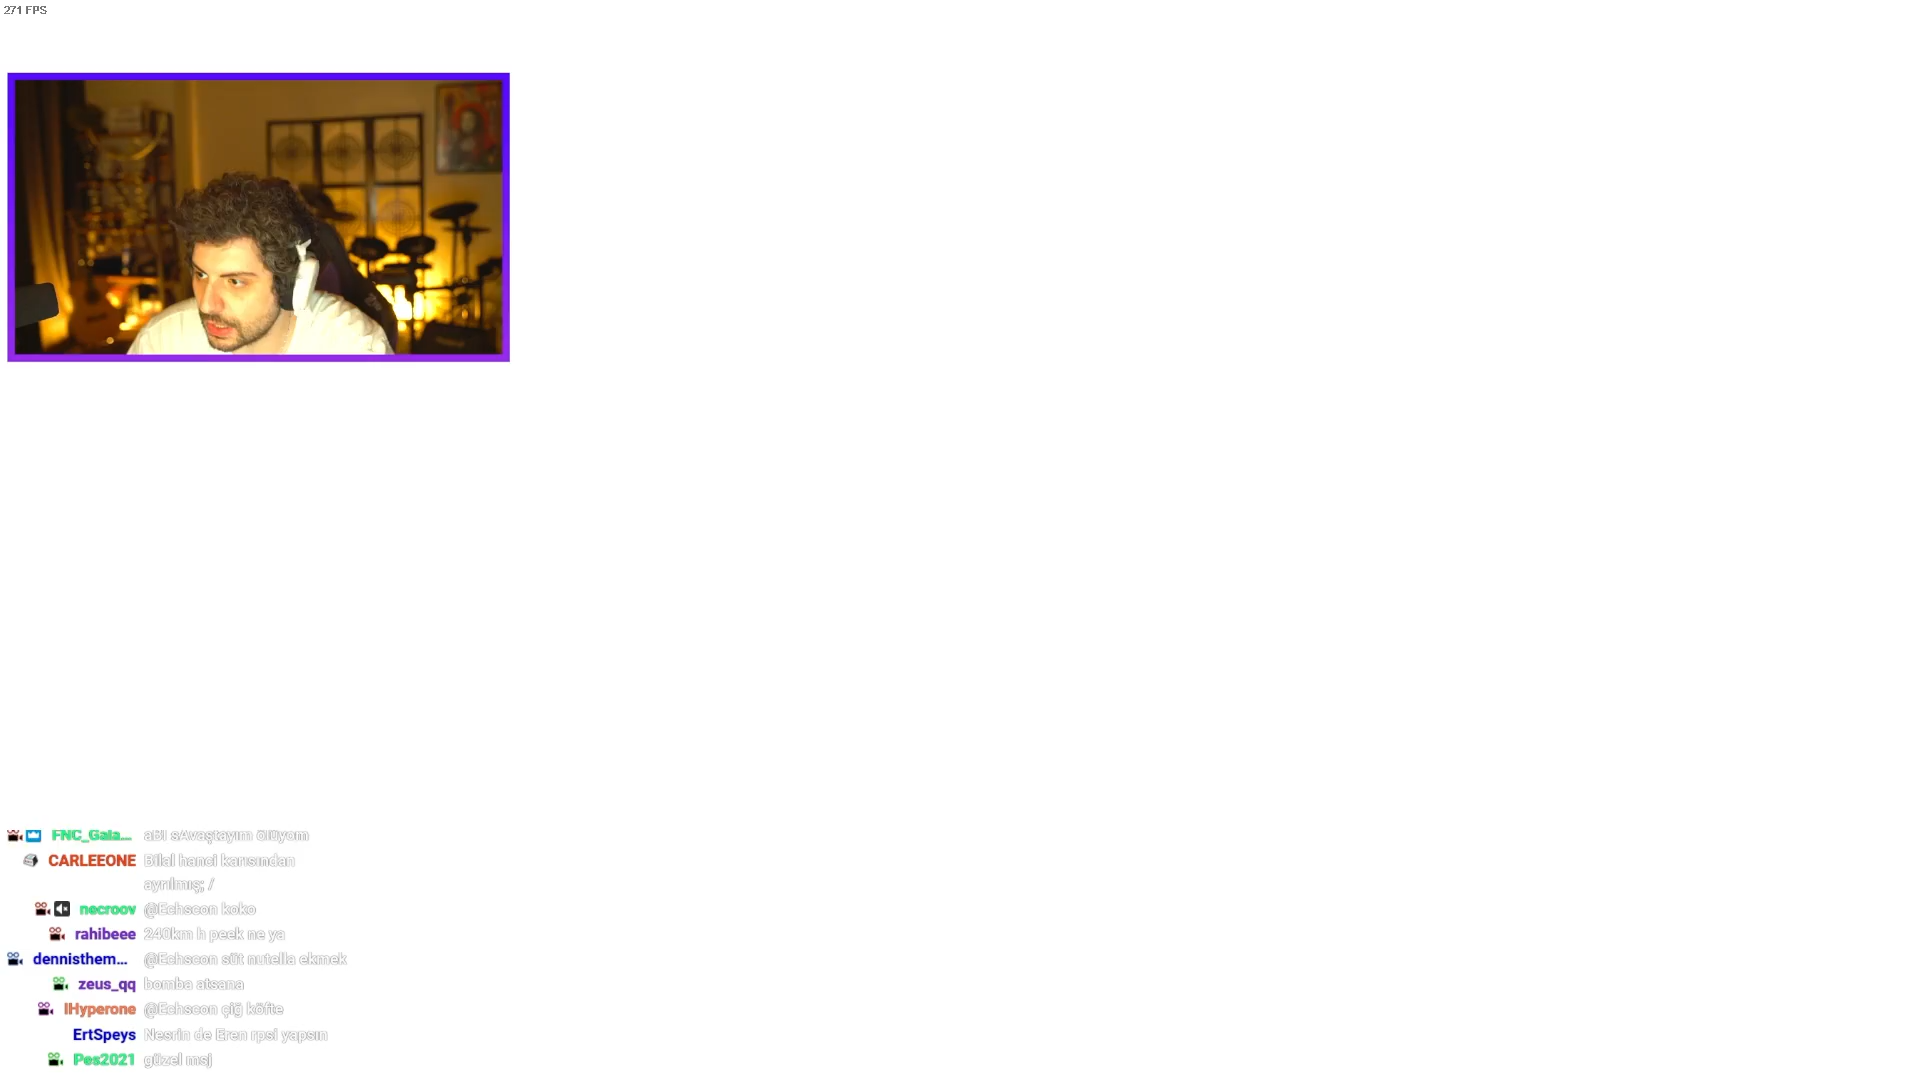 271 FPS
FNC_Gala... aBI sAvaştayım ölüyom
CARLEEONE Bilal hanci karısından
ayrılmış; /
necroov @Echscon koko
rahibeee 240km h peek ne ya
dennisthem... @Echscon süt nutella ekmek
zeus_qq bomba atsana
IHyperone @Echscon çiğ köfte
ErtSpeys Nesrin de Eren rpsi yapsın
Pes2021 güzel msj